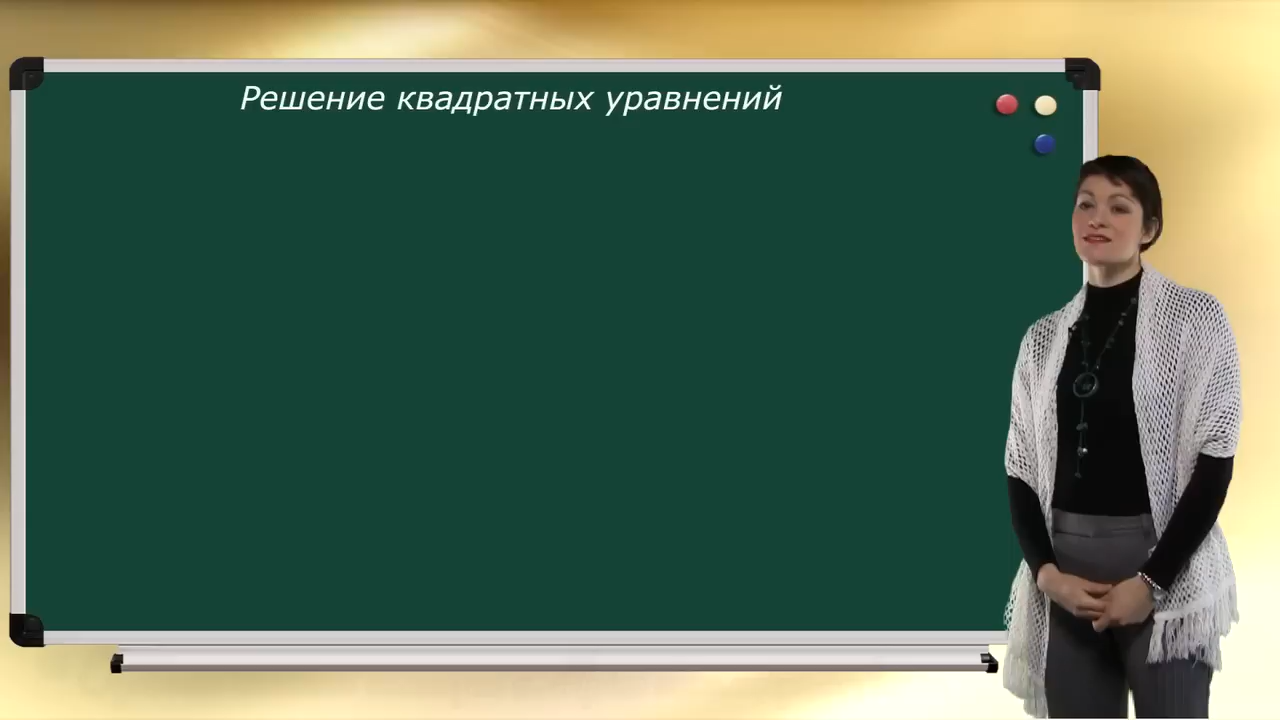 Решение квадратных уравнений